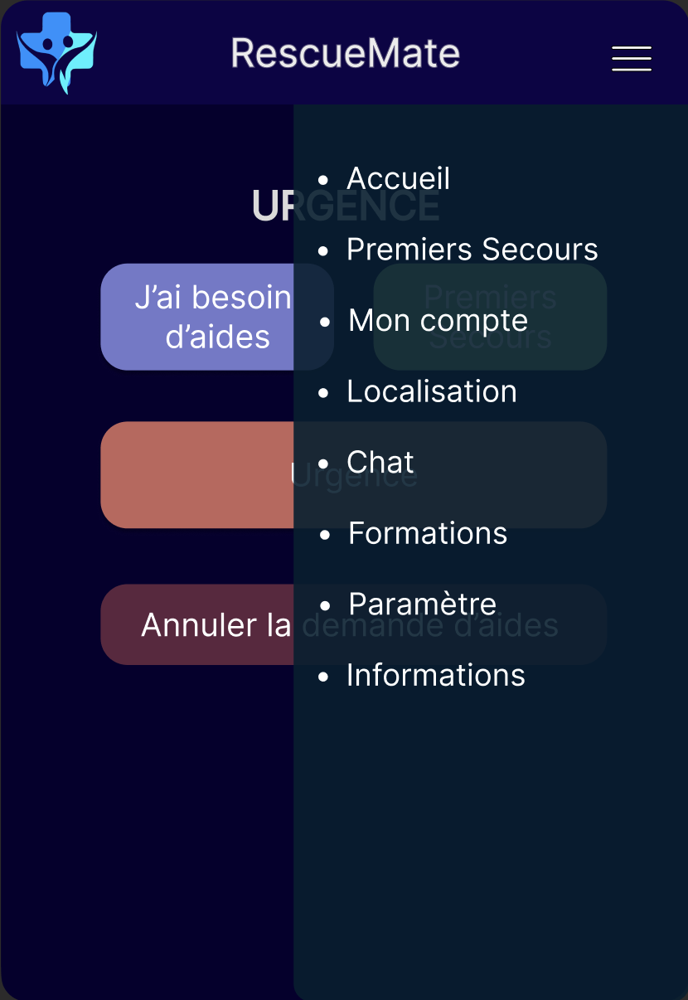 RescueMate
URGENCE
J’ai besoin
d’aides
Premiers
Secours
Urgence
Annuler la demande d’aides
• Accueil
• Premiers Secours
• Mon compte
• Localisation
• Chat
• Formations
• Paramètre
• Informations